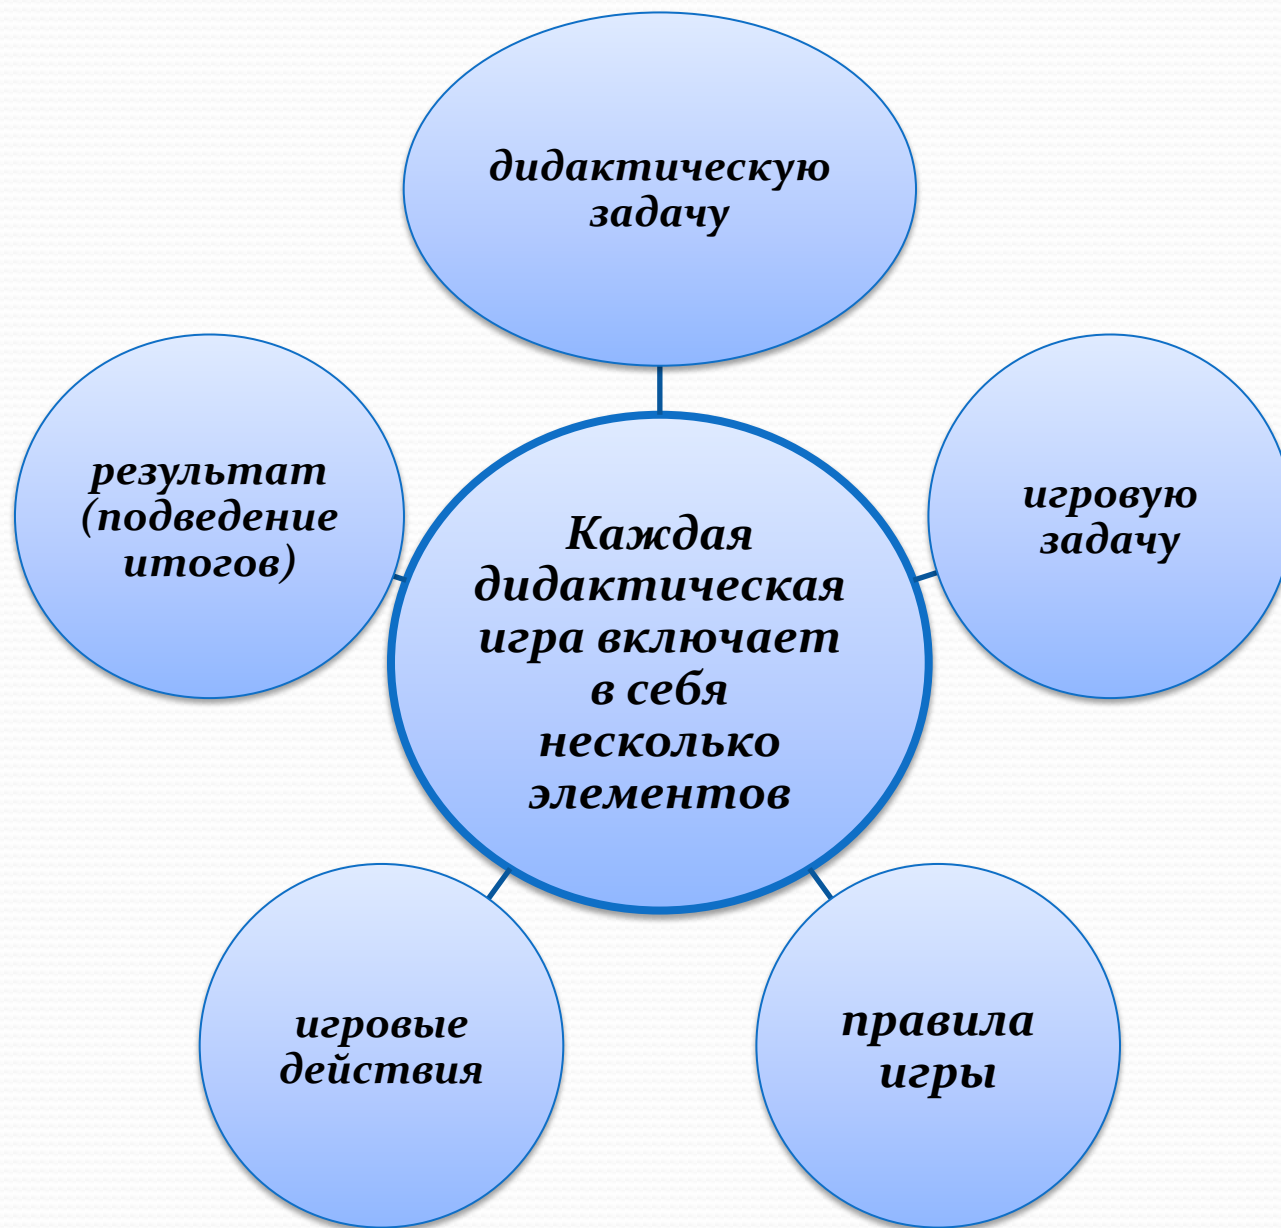 дидактическую
задачу
результат
(подведение
итогов)
Каждая
дидактическая
игра включает
в себя
несколько
элементов
игровую
задачу
игровые
действия
правила
игры